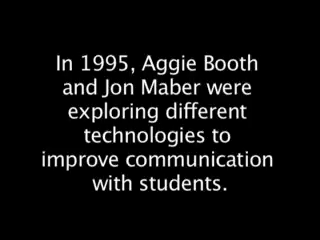 In 1995, Aggie Booth
and Jon Maber were
exploring different
technologies to
improve communication
with students.